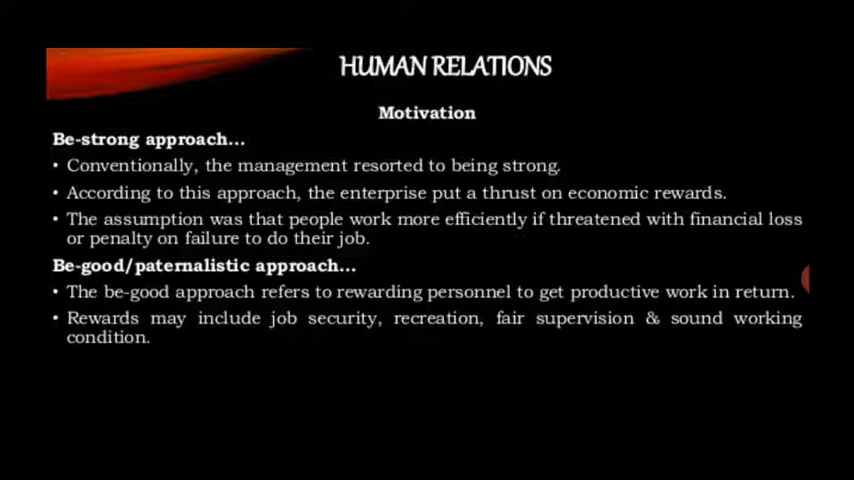 HUMAN RELATIONS
Motivation
Be-strong approach...
• Conventionally, the management resorted to being strong.
• According to this approach, the enterprise put a thrust on economic rewards.
• The assumption was that people work more efficiently if threatened with financial loss
or penalty on failure to do their job.
Be-good/paternalistic approach...
• The be-good approach refers to rewarding personnel to get productive work in return.
• Rewards may include job security, recreation, fair supervision & sound working
condition.